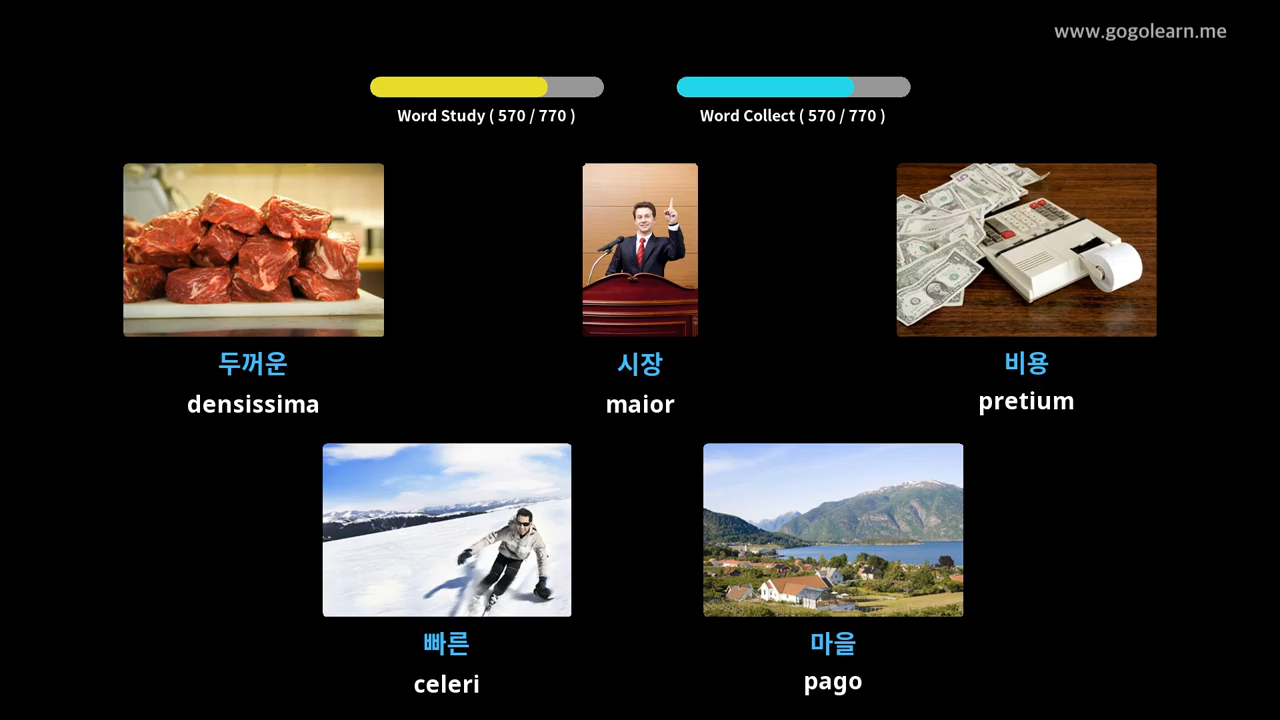 www.gogolearn.me
Word Study ( 570 / 770 )
Word Collect ( 570 / 770 )
두꺼운
densissima
시장
maior
비용
pretium
빠른
celeri
마을
pago